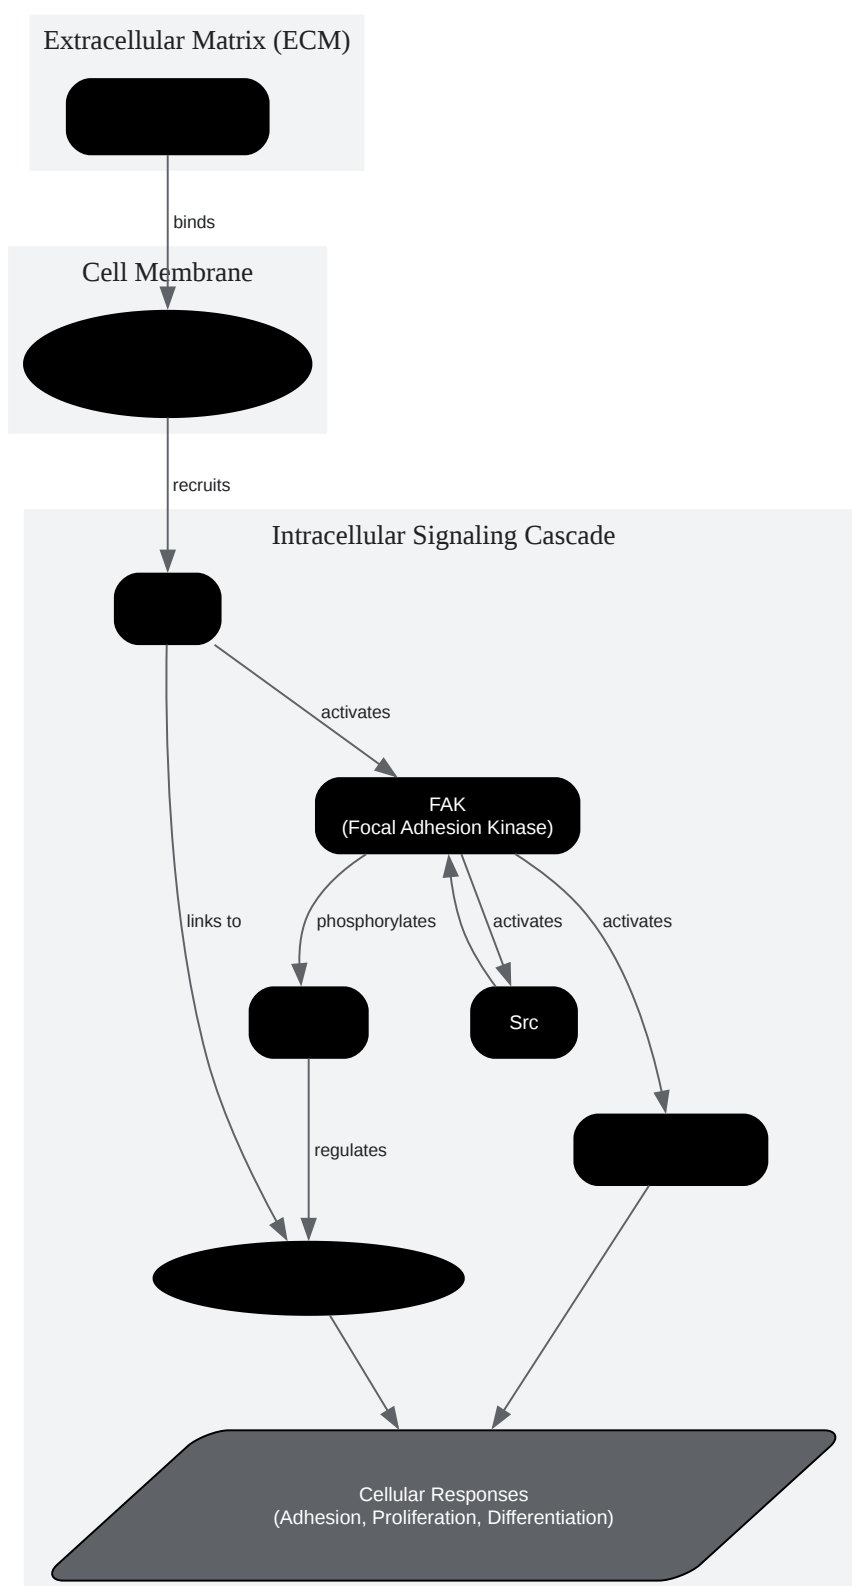 Extracellular Matrix (ECM)
binds
Cell Membrane
recruits
Intracellular Signaling Cascade
activates
FAK
(Focal Adhesion Kinase)
links to
phosphorylates
activates
activates
Src
regulates
Cellular Responses
(Adhesion, Proliferation, Differentiation)